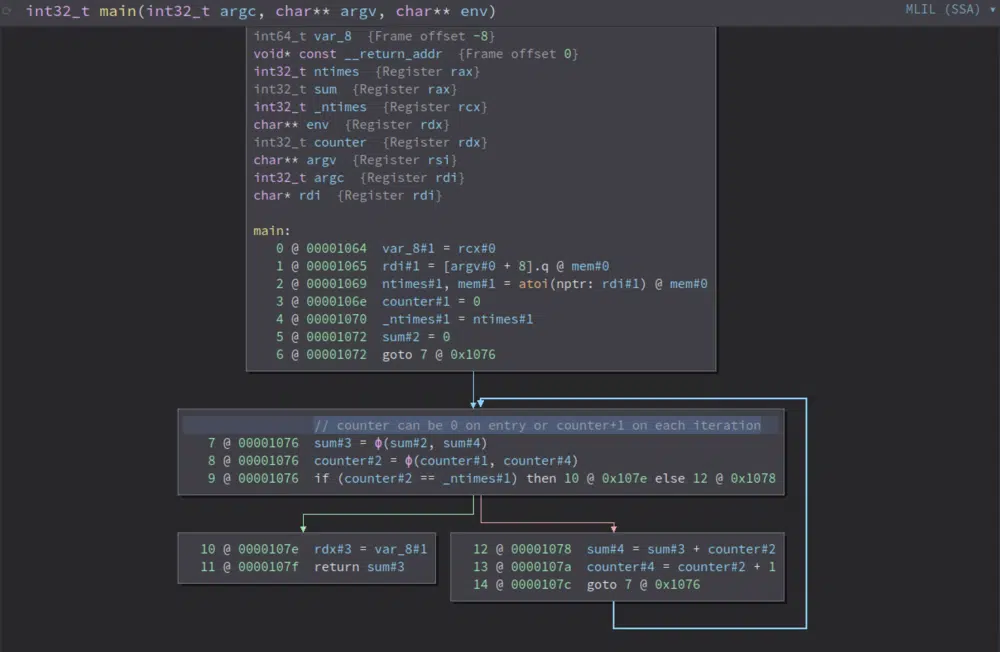 int32_t main(int32_t argc, char** argv, char** env)
MLIL (SSA) ▾
int64_t var_8 {Frame offset -8}
void* const __return_addr {Frame offset 0}
int32_t ntimes {Register rax}
int32_t sum {Register rax}
int32_t _ntimes {Register rcx}
char** env {Register rdx}
int32_t counter {Register rdx}
char** argv {Register rsi}
int32_t argc {Register rdi}
char* rdi {Register rdi}
main:
0 @ 00001064 var_8#1 = rcx#0
1 @ 00001065 rdi#1 = [argv#0 + 8].q @ mem#0
2 @ 00001069 ntimes#1, mem#1 = atoi(nptr: rdi#1) @ mem#0
3 @ 0000106e counter#1 = 0
4 @ 00001070 _ntimes#1 = ntimes#1
5 @ 00001072 sum#2 = 0
6 @ 00001072 goto 7 @ 0x1076
// counter can be 0 on entry or counter+1 on each iteration
7 @ 00001076 sum#3 = ϕ(sum#2, sum#4)
8 @ 00001076 counter#2 = ϕ(counter#1, counter#4)
9 @ 00001076 if (counter#2 == _ntimes#1) then 10 @ 0x107e else 12 @ 0x1078
10 @ 0000107e rdx#3 = var_8#1
11 @ 0000107f return sum#3
12 @ 00001078 sum#4 = sum#3 + counter#2
13 @ 0000107a counter#4 = counter#2 + 1
14 @ 0000107c goto 7 @ 0x1076